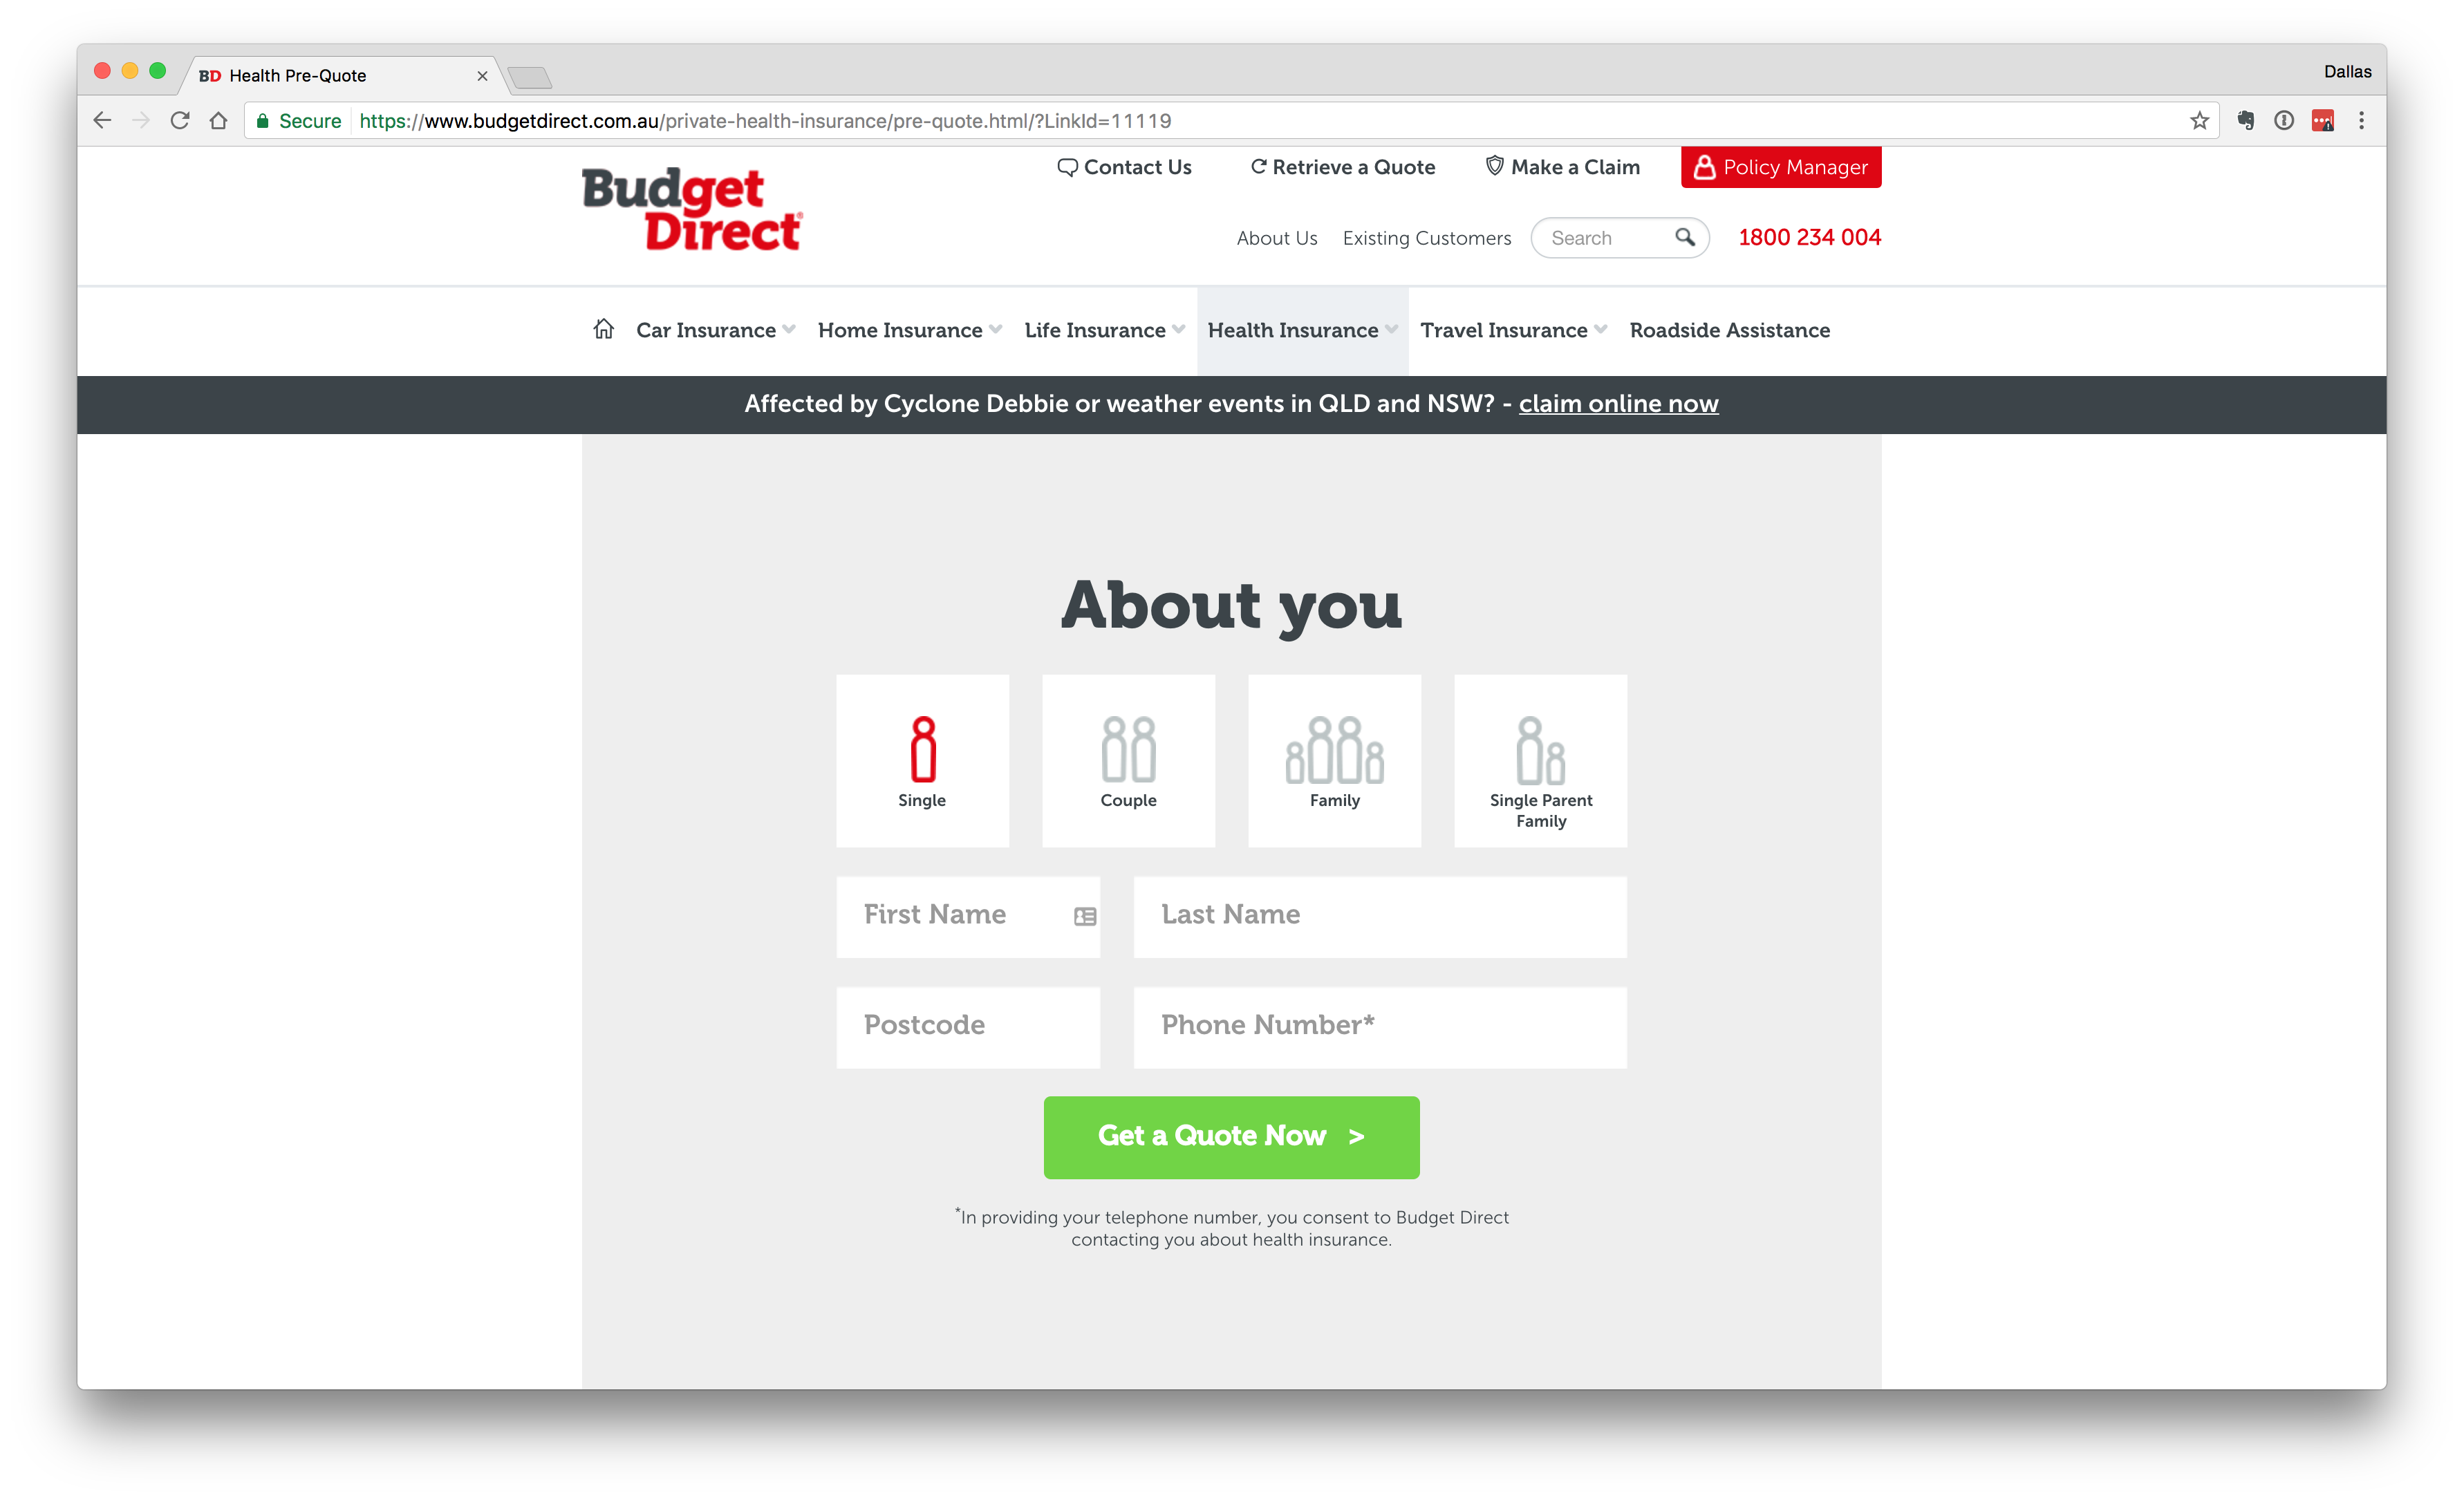 BD Health Pre-Quote
Dallas
Secure https://www.budgetdirect.com.au/private-health-insurance/pre-quote.html/?LinkId=11119
Budget
Direct®
Contact Us Retrieve a Quote Make a Claim Policy Manager
About Us Existing Customers Search 1800 234 004
Car Insurance Home Insurance Life Insurance Health Insurance Travel Insurance Roadside Assistance
Affected by Cyclone Debbie or weather events in QLD and NSW? - claim online now
About you
Single Couple Family Single Parent
Family
First Name Last Name
Postcode Phone Number*
Get a Quote Now >
*In providing your telephone number, you consent to Budget Direct
contacting you about health insurance.